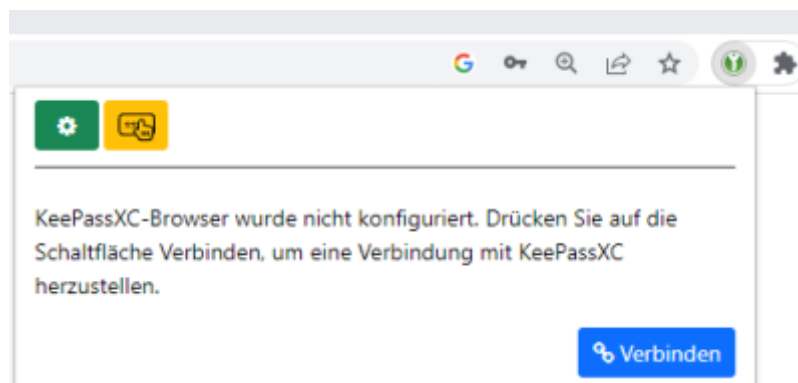 KeePassXC-Browser wurde nicht konfiguriert. Drücken Sie auf die
Schaltfläche Verbinden, um eine Verbindung mit KeePassXC
herzustellen.
Verbinden